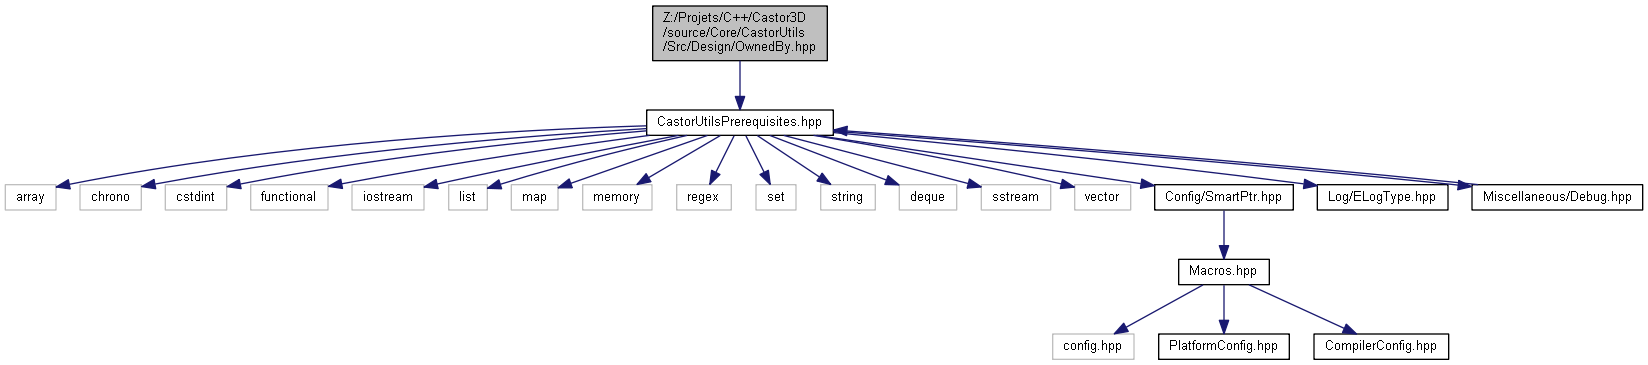 Z:/Projets/C++/Castor3D
/source/Core/CastorUtils
/Src/Design/OwnedBy.hpp
CastorUtilsPrerequisites.hpp
array
chrono
cstdint
functional
iostream
list
map
memory
regex
set
string
deque
sstream
vector
Config/SmartPtr.hpp
Log/ELogType.hpp
Miscellaneous/Debug.hpp
Macros.hpp
config.hpp
PlatformConfig.hpp
CompilerConfig.hpp